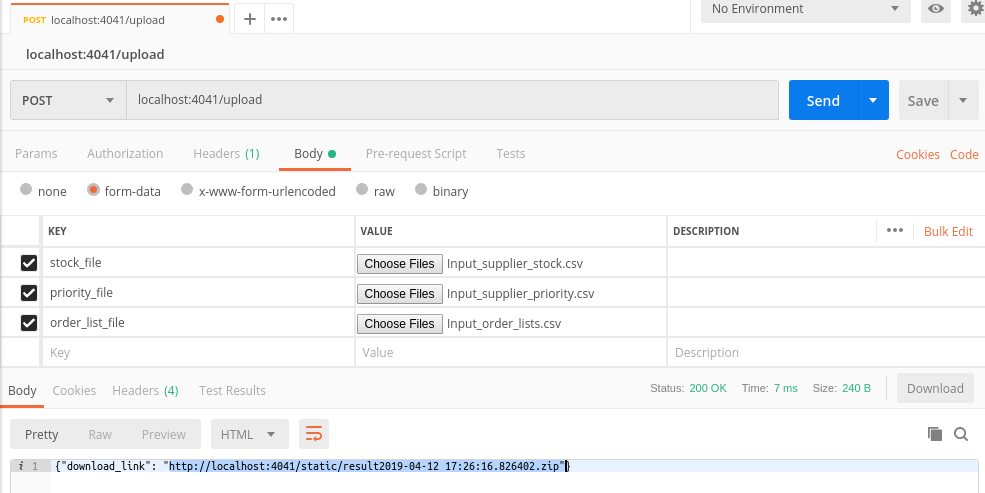 POST localhost:4041/upload + ••• No Environment
localhost:4041/upload
POST localhost:4041/upload Send Save
Params Authorization Headers (1) Body Pre-request Script Tests Cookies Code
none form-data x-www-form-urlencoded raw binary
KEY VALUE DESCRIPTION ••• Bulk Edit
stock_file Choose Files Input_supplier_stock.csv
priority_file Choose Files Input_supplier_priority.csv
order_list_file Choose Files Input_order_lists.csv
Key Value Description
Body Cookies Headers (4) Test Results Status: 200 OK Time: 7 ms Size: 240 B Download
Pretty Raw Preview HTML
i 1 {"download_link": "http://localhost:4041/static/result2019-04-12 17:26:16.826402.zip"}